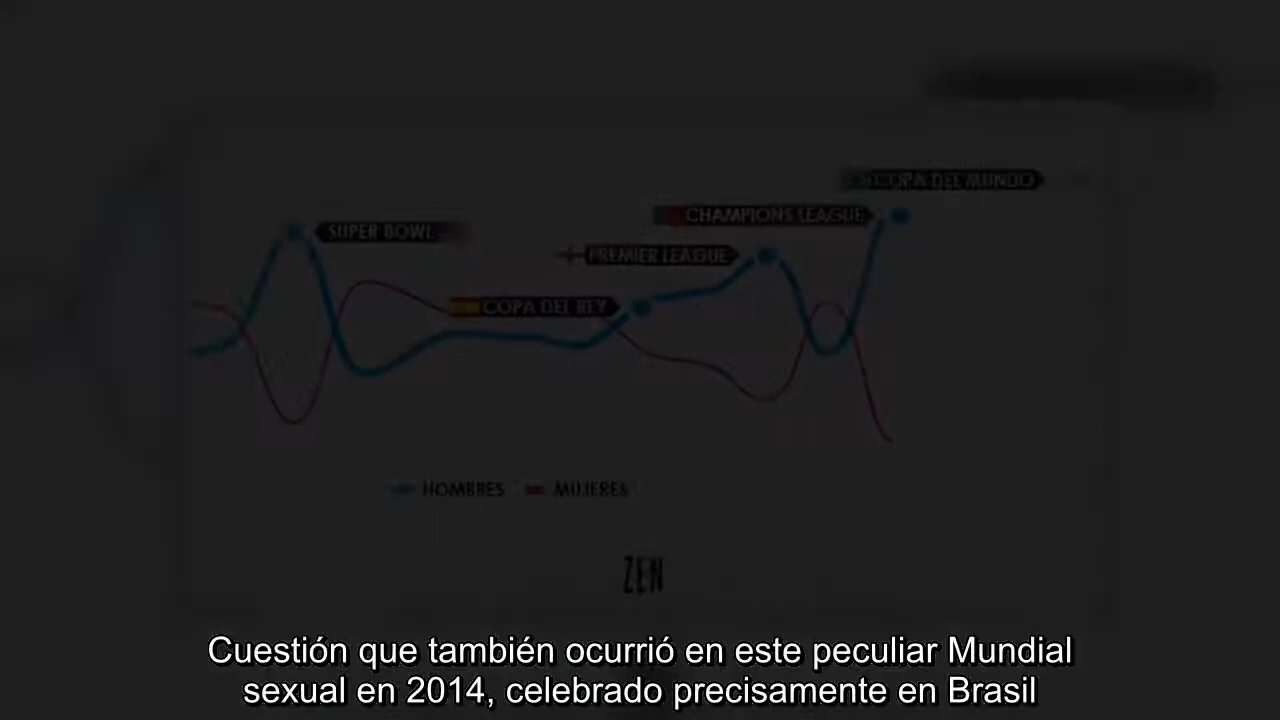 COPA DEL MUNDO
CHAMPIONS LEAGUE
SUPER BOWL
PREMIER LEAGUE
COPA DEL REY
HOMBRES
MUJERES
ZEN
Cuestión que también ocurrió en este peculiar Mundial
sexual en 2014, celebrado precisamente en Brasil